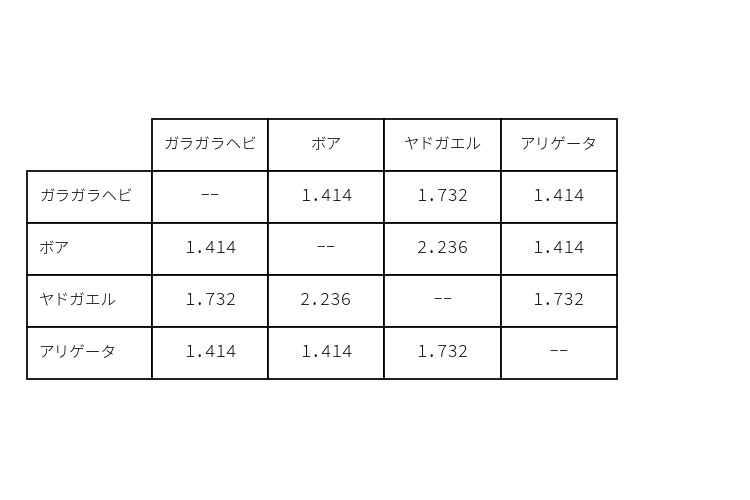 ガラガラヘビ ボア ヤドガエル アリゲータ
ガラガラヘビ -- 1.414 1.732 1.414
ボア 1.414 -- 2.236 1.414
ヤドガエル 1.732 2.236 -- 1.732
アリゲータ 1.414 1.414 1.732 --